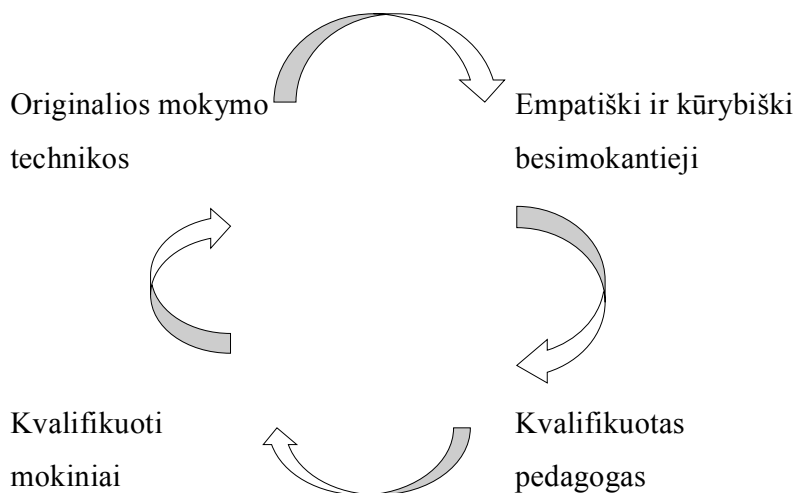 Originalios mokymo
technikos
Empatiški ir kūrybiški
besimokantieji
Kvalifikuoti
mokiniai
Kvalifikuotas
pedagogas